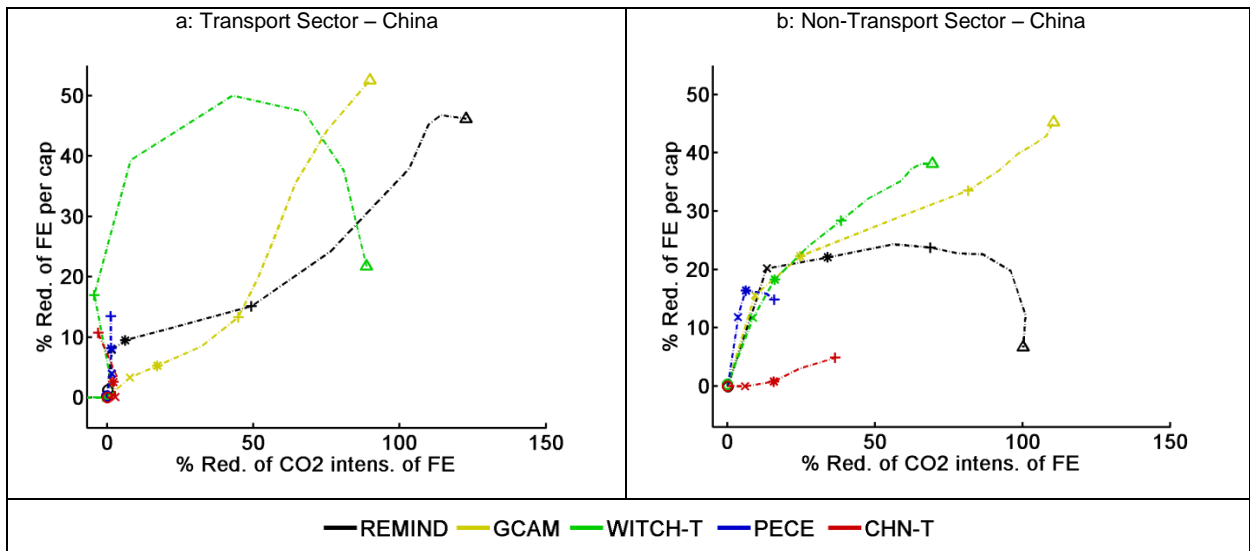 a: Transport Sector – China
50
40
30
20
10
0
% Red. of FE per cap
0 50 100 150
% Red. of CO2 intens. of FE
b: Non-Transport Sector – China
50
40
30
20
10
0
% Red. of FE per cap
0 50 100 150
% Red. of CO2 intens. of FE
REMIND GCAM WITCH-T PECE CHN-T